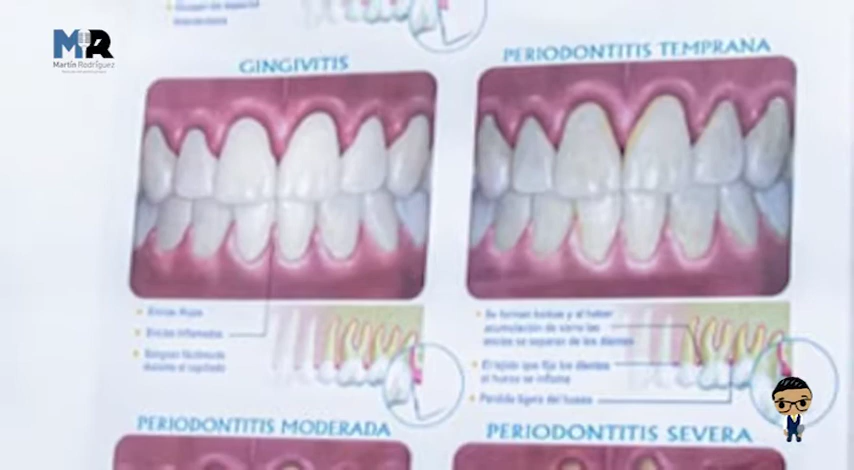 MR
Martín Rodríguez
GINGIVITIS
PERIODONTITIS TEMPRANA
Encías Rojas
Encías inflamadas
Sangran fácilmente
durante el cepillado
Se forman bolsas y al haber
acumulación de sarro las
encías se separan de los dientes
El tejido que fija los dientes
al hueso se inflama
Perdida ligera del hueso
PERIODONTITIS MODERADA
PERIODONTITIS SEVERA